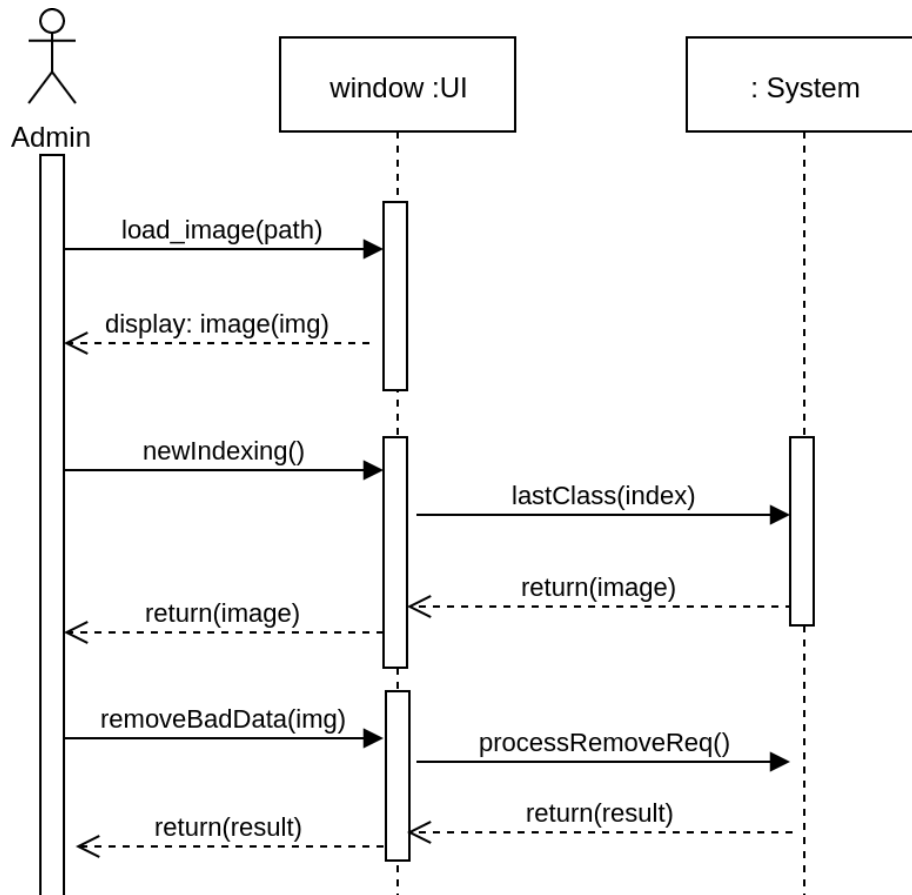 window :UI
: System
Admin
load_image(path)
display: image(img)
newIndexing()
lastClass(index)
return(image)
return(image)
removeBadData(img)
processRemoveReq()
return(result)
return(result)